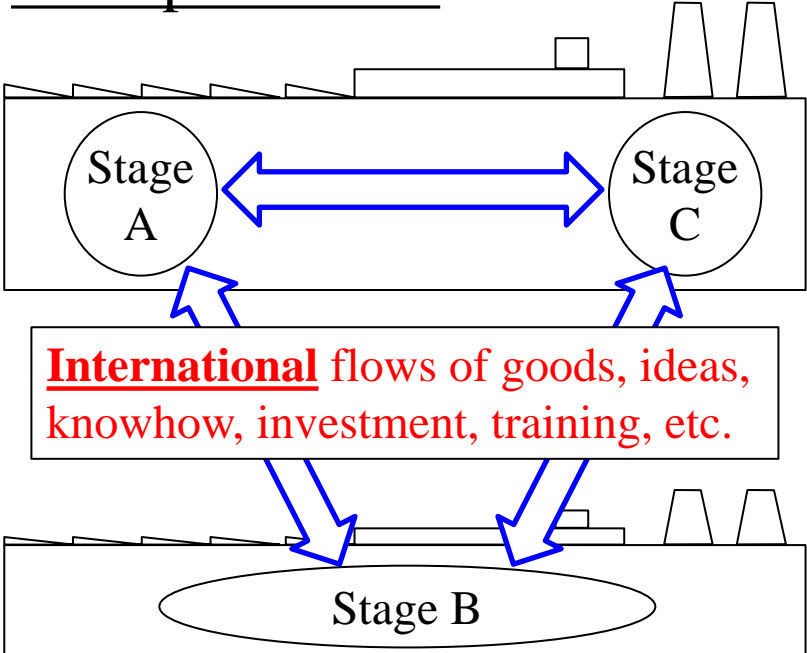 Stage
A
Stage
C
International flows of goods, ideas,
knowhow, investment, training, etc.
Stage B